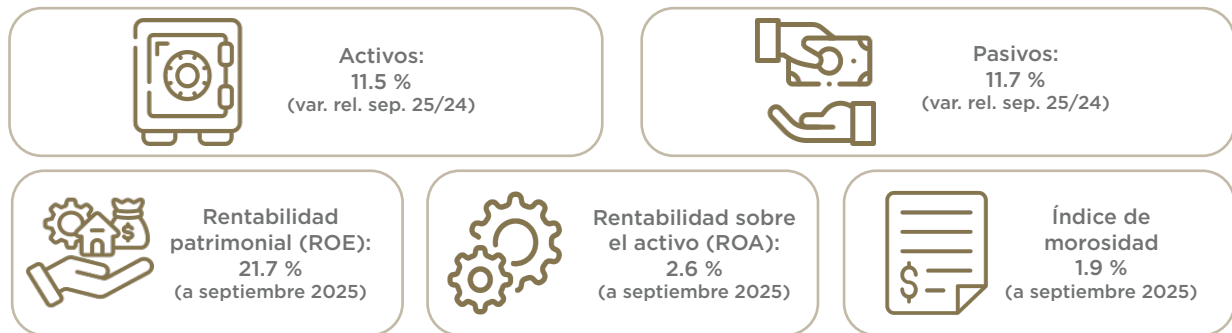 Activos:
11.5 %
(var. rel. sep. 25/24)
Pasivos:
11.7 %
(var. rel. sep. 25/24)
Rentabilidad
patrimonial (ROE):
21.7 %
(a septiembre 2025)
Rentabilidad sobre
el activo (ROA):
2.6 %
(a septiembre 2025)
Índice de
morosidad
1.9 %
(a septiembre 2025)